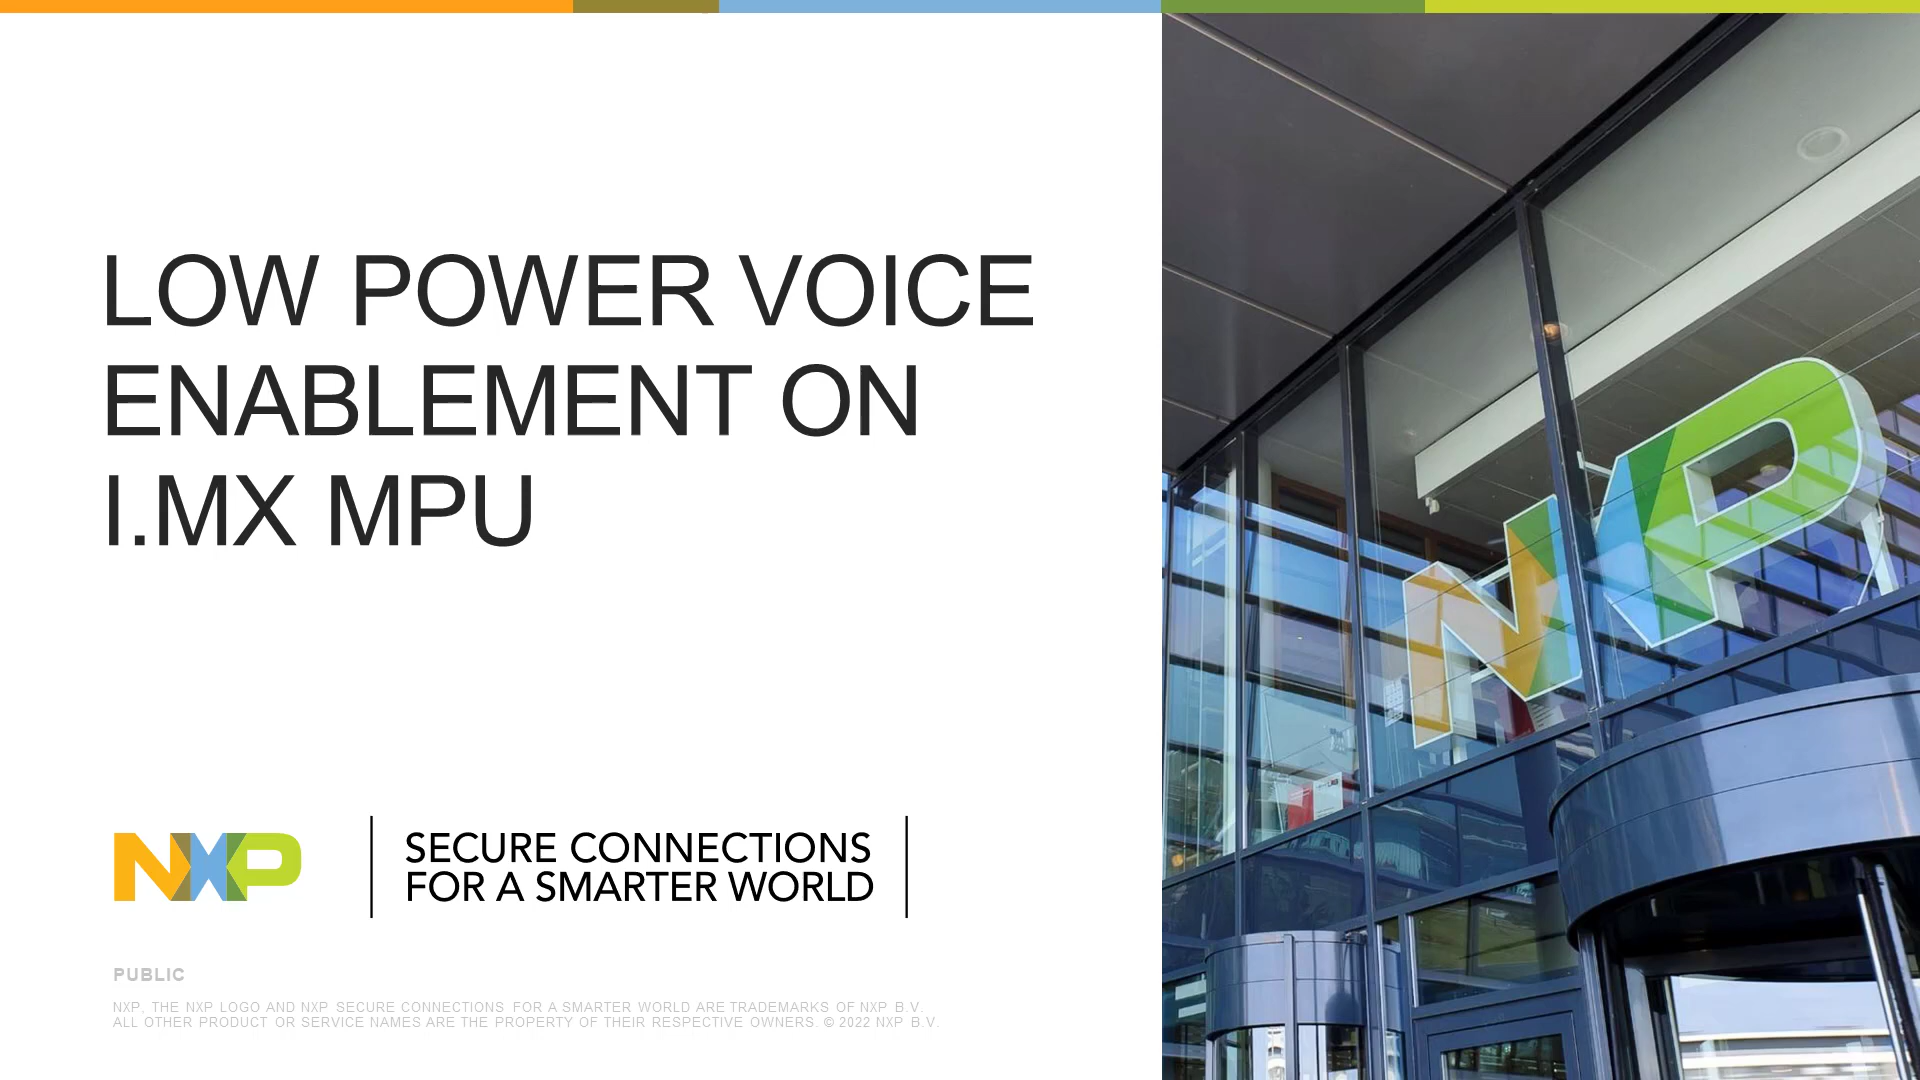 LOW POWER VOICE
ENABLEMENT ON
I.MX MPU
NXP
SECURE CONNECTIONS
FOR A SMARTER WORLD
PUBLIC
NXP, THE NXP LOGO AND NXP SECURE CONNECTIONS FOR A SMARTER WORLD ARE TRADEMARKS OF NXP B.V.
ALL OTHER PRODUCT OR SERVICE NAMES ARE THE PROPERTY OF THEIR RESPECTIVE OWNERS. © 2022 NXP B.V.
NXP